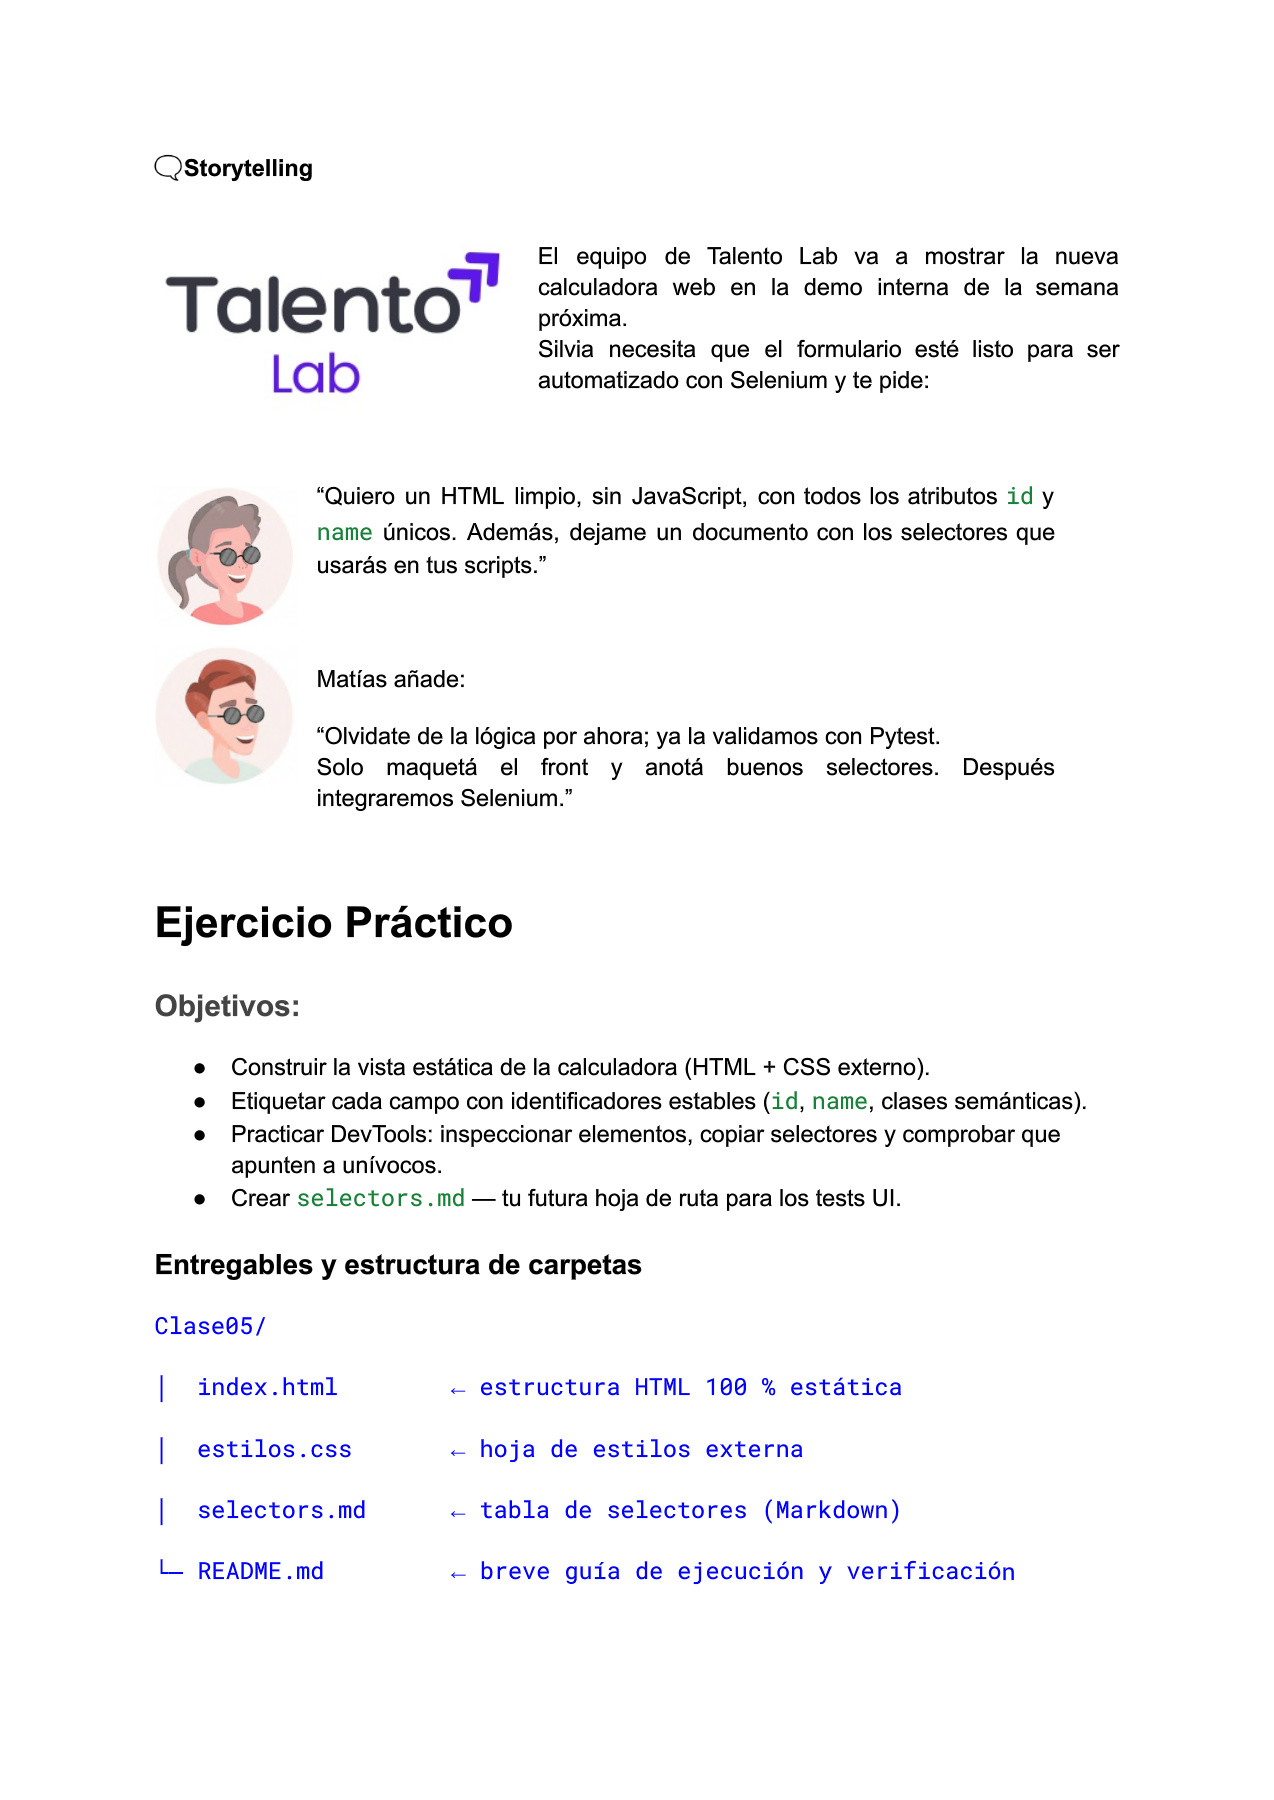 🗨Storytelling
Talento
Lab
El equipo de Talento Lab va a mostrar la nueva
calculadora web en la demo interna de la semana
próxima.
Silvia necesita que el formulario esté listo para ser
automatizado con Selenium y te pide:
“Quiero un HTML limpio, sin JavaScript, con todos los atributos id y
name únicos. Además, dejame un documento con los selectores que
usarás en tus scripts.”
Matías añade:
“Olvidate de la lógica por ahora; ya la validamos con Pytest.
Solo maquetá el front y anotá buenos selectores. Después
integraremos Selenium.”
Ejercicio Práctico
Objetivos:
● Construir la vista estática de la calculadora (HTML + CSS externo).
● Etiquetar cada campo con identificadores estables (id, name, clases semánticas).
● Practicar DevTools: inspeccionar elementos, copiar selectores y comprobar que
apunten a unívocos.
● Crear selectors.md — tu futura hoja de ruta para los tests UI.
Entregables y estructura de carpetas
Clase05/
│ index.html ← estructura HTML 100 % estática
│ estilos.css ← hoja de estilos externa
│ selectors.md ← tabla de selectores (Markdown)
└─ README.md ← breve guía de ejecución y verificación